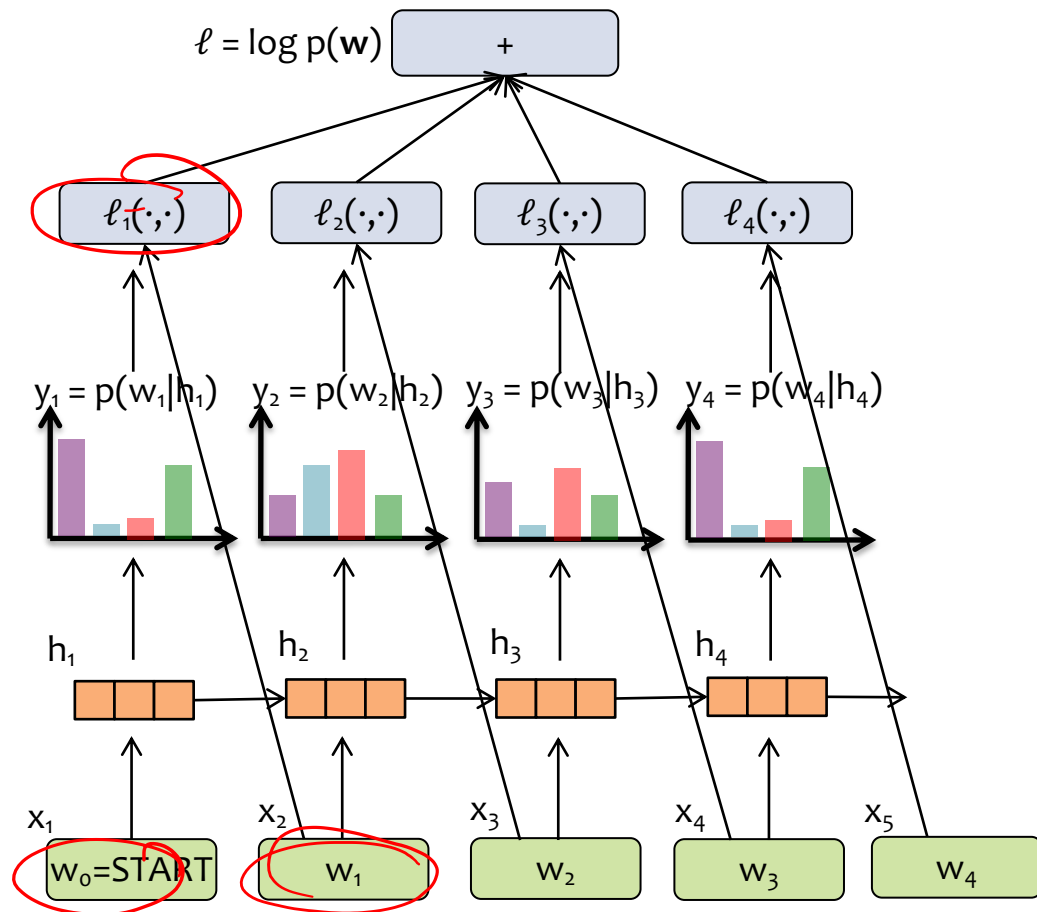 ℓ = log p(w) +
ℓ₁(·,·) ℓ₂(·,·) ℓ₃(·,·) ℓ₄(·,·)
y₁ = p(w₁|h₁) y₂ = p(w₂|h₂) y₃ = p(w₃|h₃) y₄ = p(w₄|h₄)
h₁ h₂ h₃ h₄
x₁ x₂ x₃ x₄ x₅
w₀=START w₁ w₂ w₃ w₄